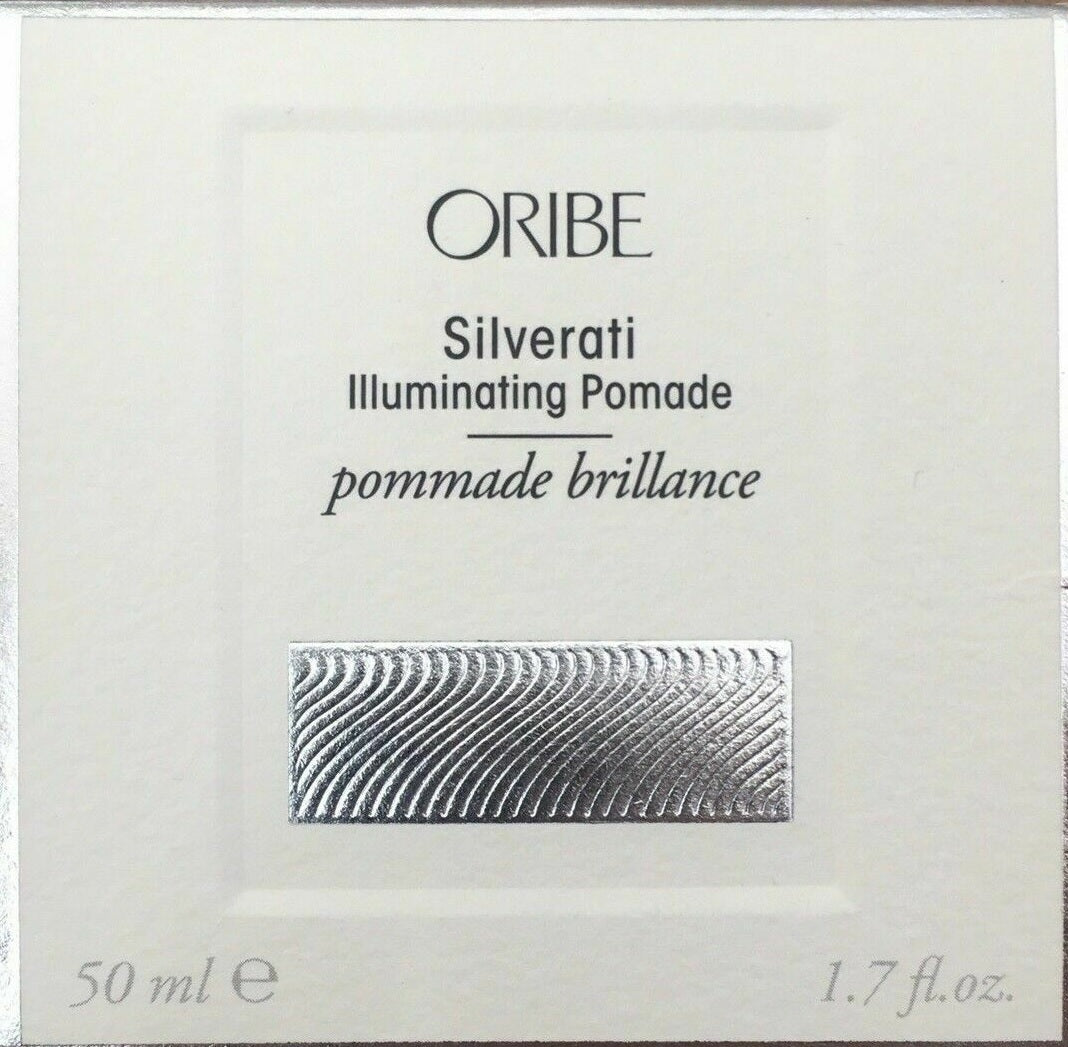 ORIBE
Silverati
Illuminating Pomade
pommade brillance
50 ml ℮ 1.7 fl.oz.